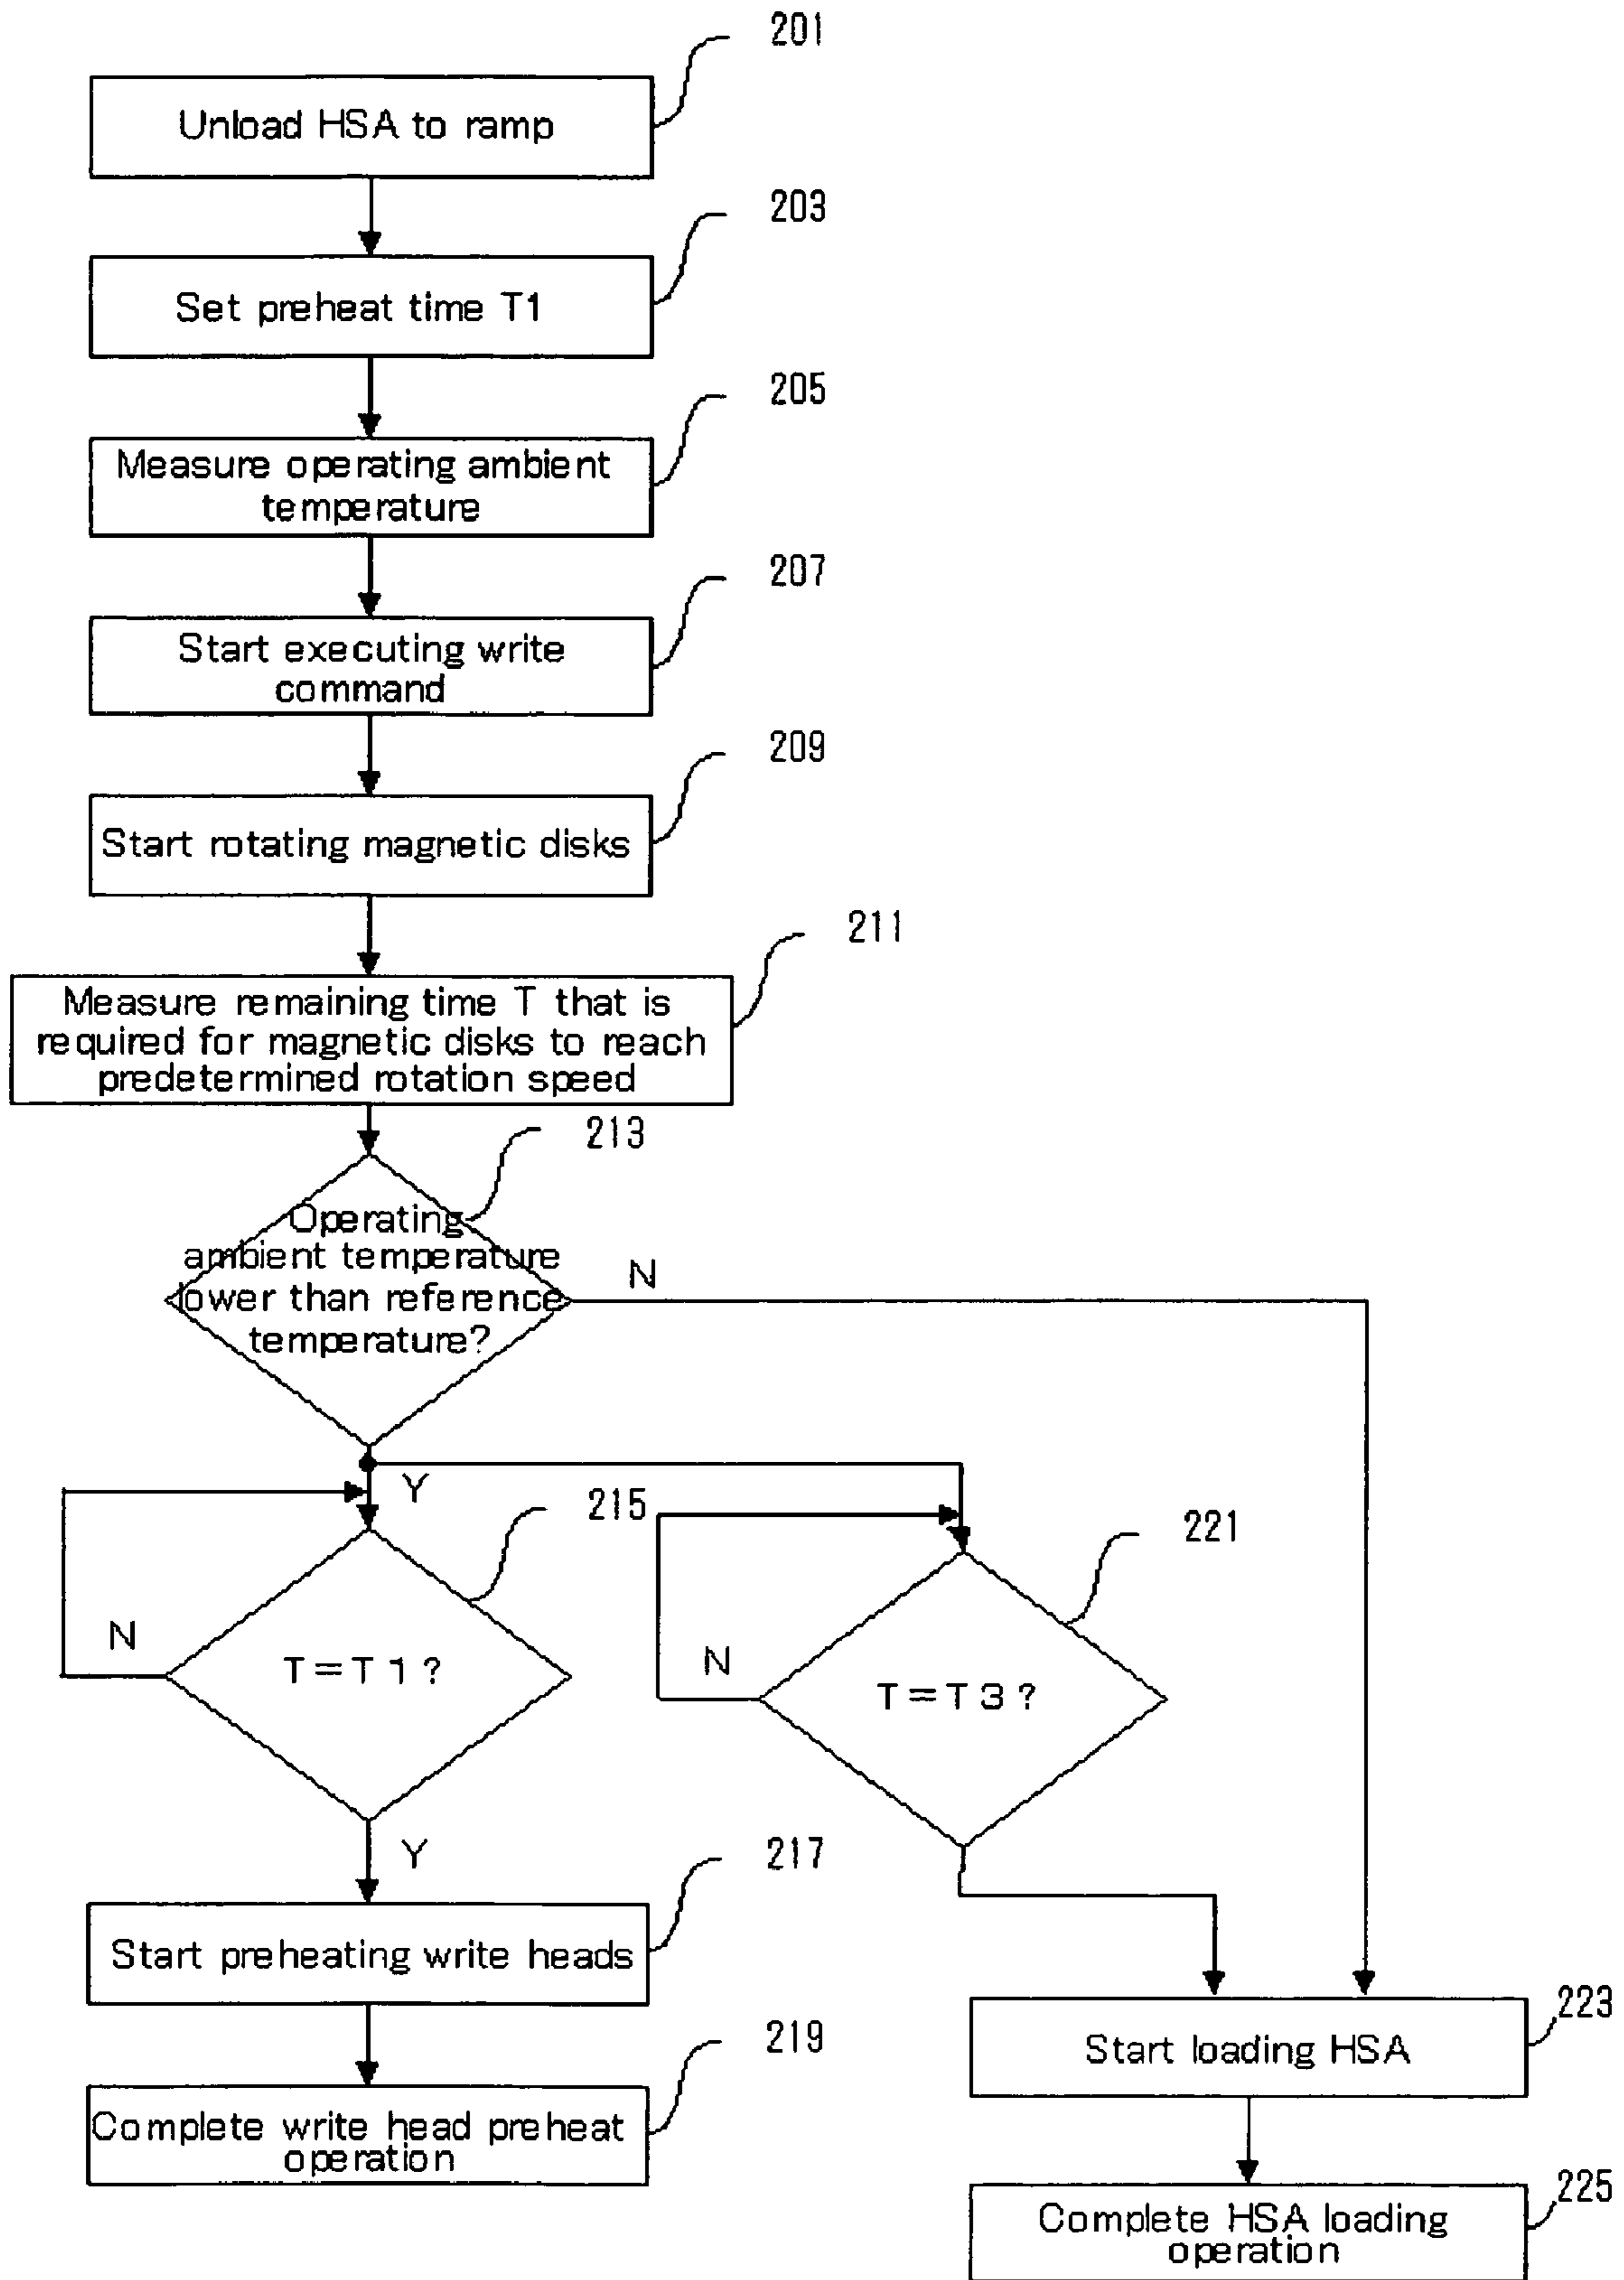 201
Unload HSA to ramp
203
Set preheat time T1
205
Measure operating ambient
temperature
207
Start executing write
command
209
Start rotating magnetic disks
211
Measure remaining time T that is
required for magnetic disks to reach
predetermined rotation speed
213
Operating
ambient temperature
lower than reference
temperature?
N
Y
215
221
N
T=T1?
N
T=T3?
Y
217
Start preheating write heads
219
Complete write head preheat
operation
223
Start loading HSA
225
Complete HSA loading
operation